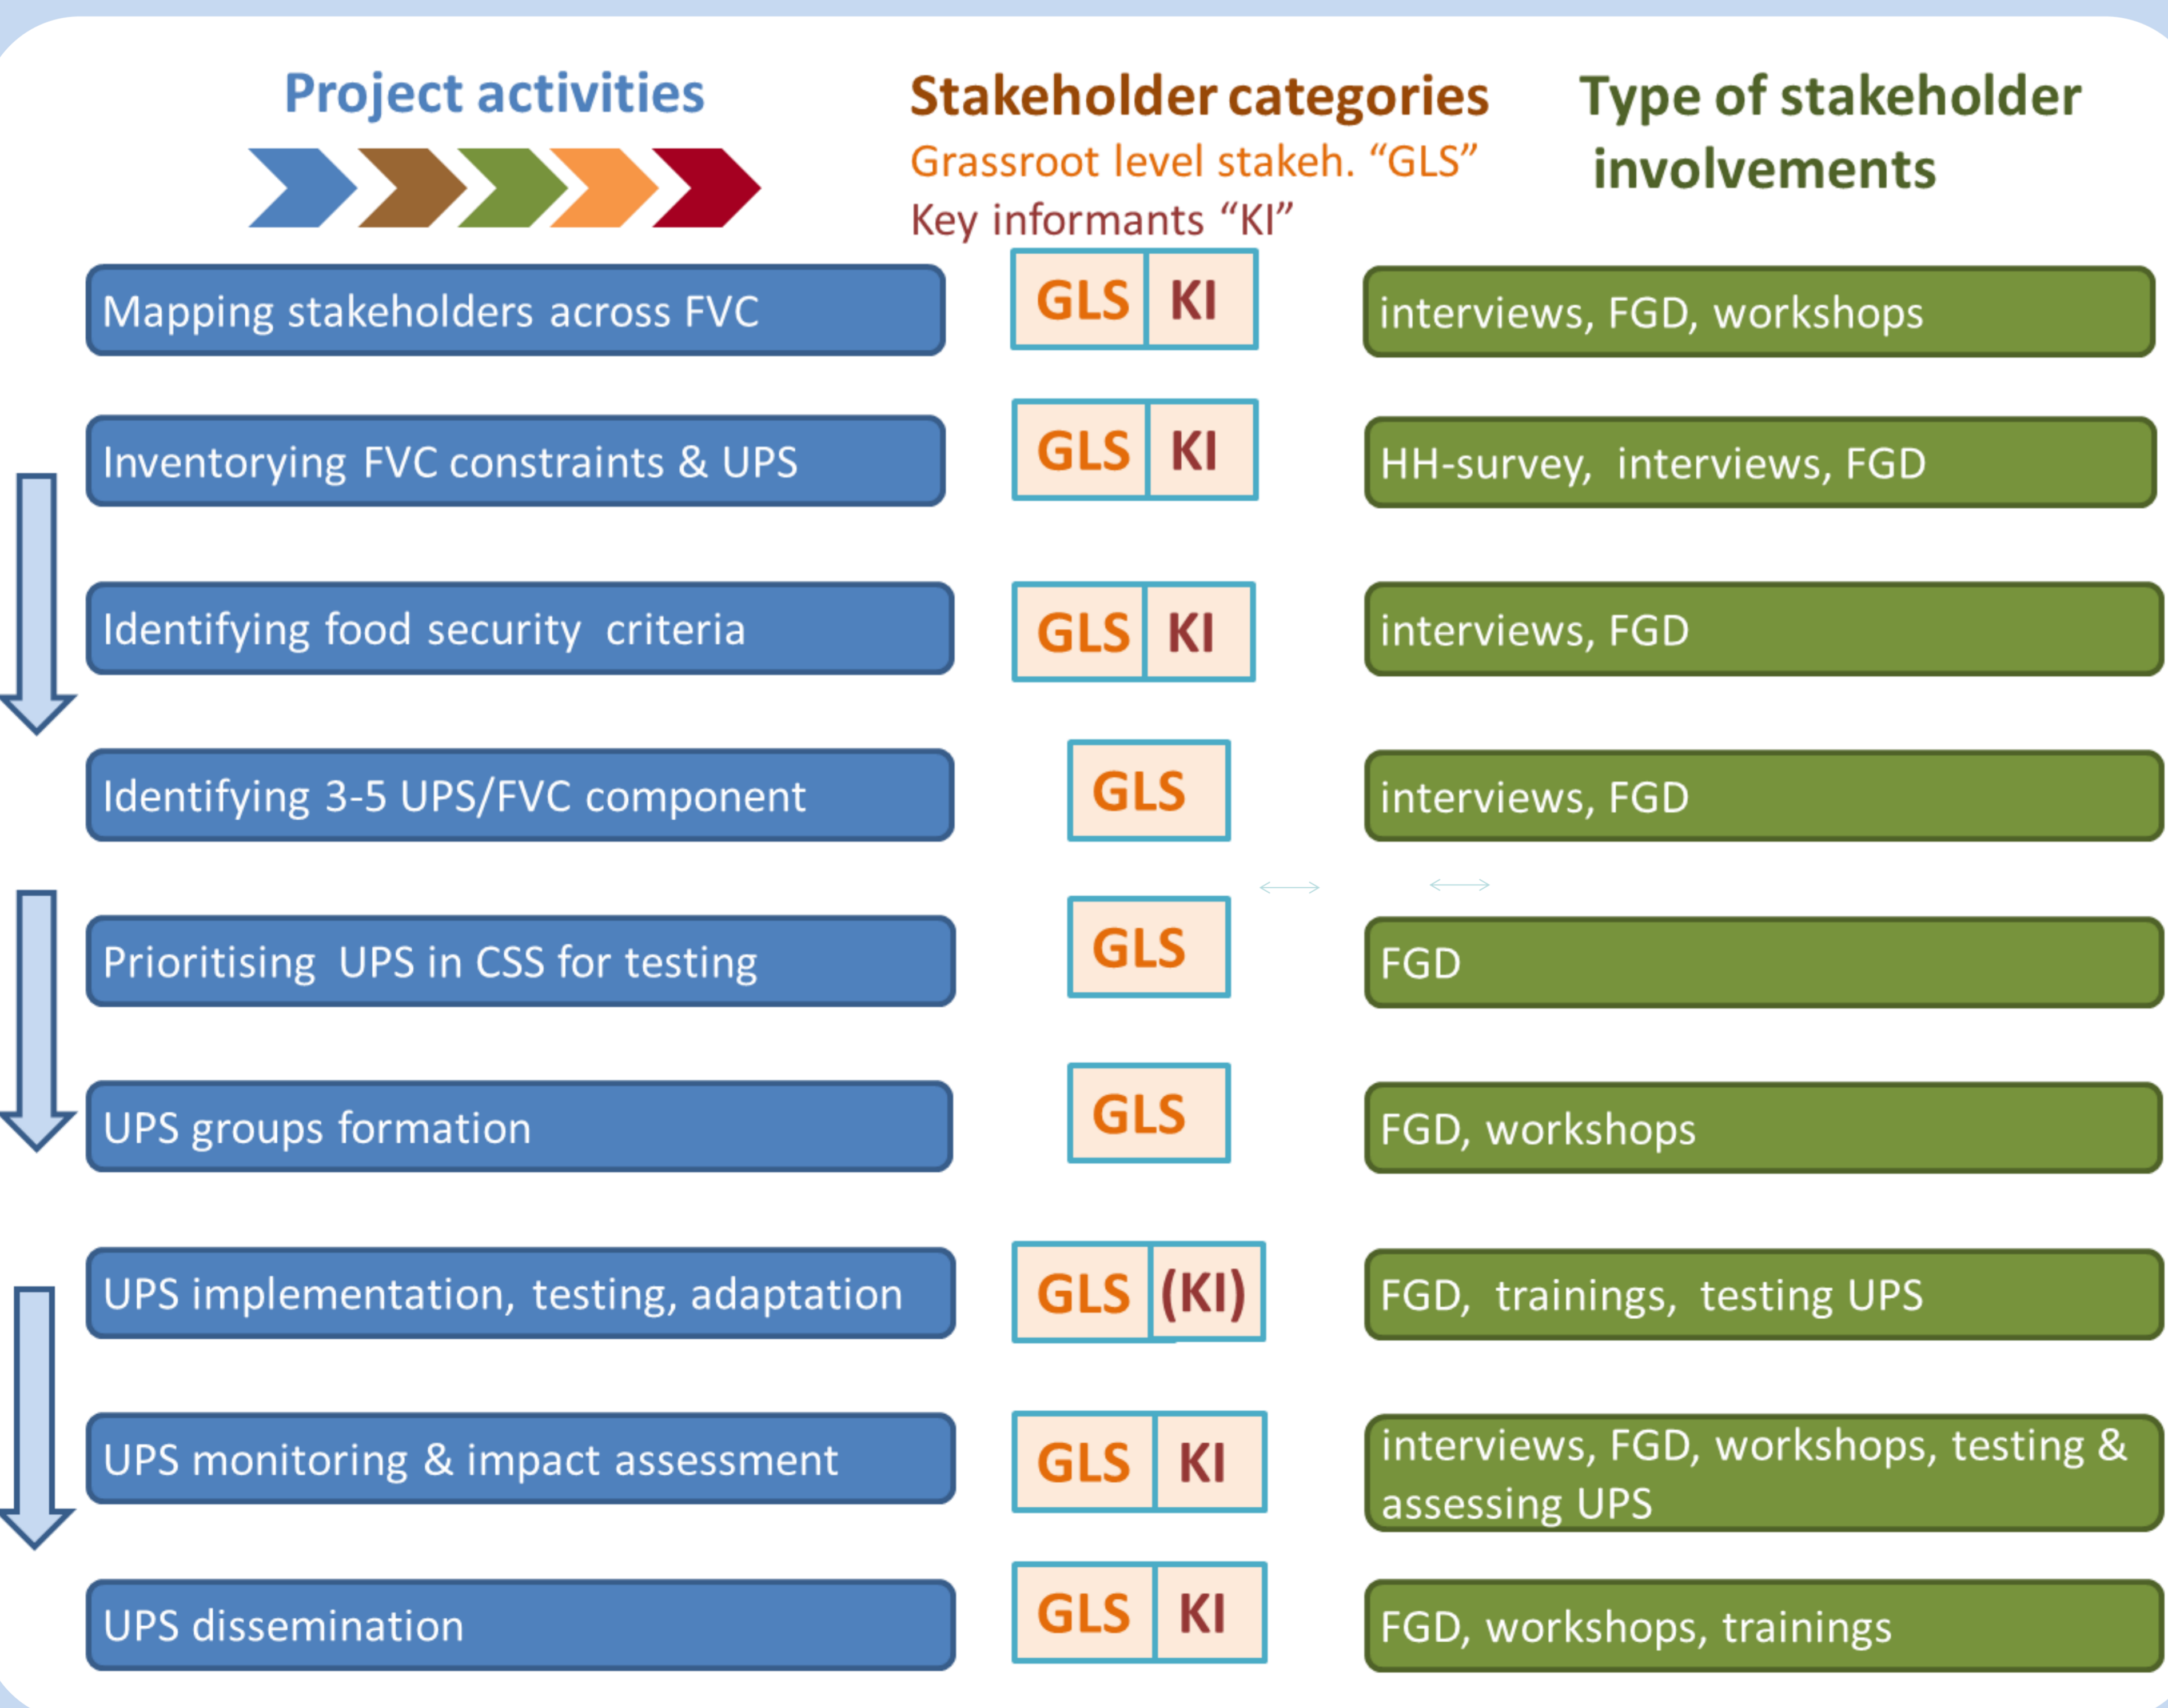 Project activities
Stakeholder categories
Grassroot level stakeh. “GLS”
Key informants “KI”
Type of stakeholder
involvements
Mapping stakeholders across FVC
GLS KI
interviews, FGD, workshops
Inventorying FVC constraints & UPS
GLS KI
HH-survey, interviews, FGD
Identifying food security criteria
GLS KI
interviews, FGD
Identifying 3-5 UPS/FVC component
GLS
interviews, FGD
Prioritising UPS in CSS for testing
GLS
FGD
UPS groups formation
GLS
FGD, workshops
UPS implementation, testing, adaptation
GLS (KI)
FGD, trainings, testing UPS
UPS monitoring & impact assessment
GLS KI
interviews, FGD, workshops, testing &
assessing UPS
UPS dissemination
GLS KI
FGD, workshops, trainings